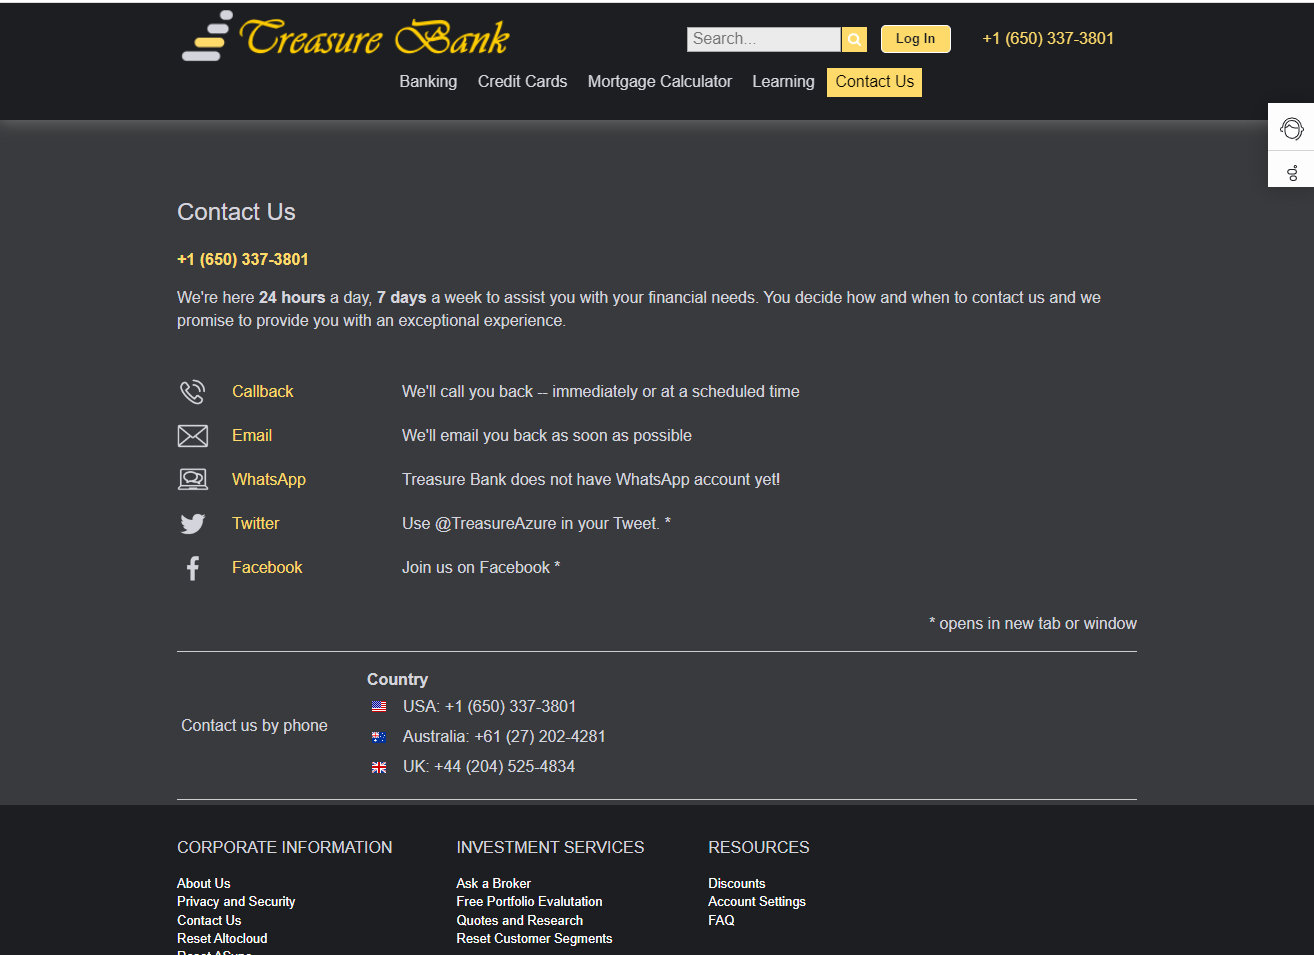 Treasure Bank
Search...
Log In
+1 (650) 337-3801
Banking Credit Cards Mortgage Calculator Learning Contact Us
Contact Us
+1 (650) 337-3801
We're here 24 hours a day, 7 days a week to assist you with your financial needs. You decide how and when to contact us and we
promise to provide you with an exceptional experience.
Callback We'll call you back -- immediately or at a scheduled time
Email We'll email you back as soon as possible
WhatsApp Treasure Bank does not have WhatsApp account yet!
Twitter Use @TreasureAzure in your Tweet. *
Facebook Join us on Facebook *
* opens in new tab or window
Contact us by phone
Country
USA: +1 (650) 337-3801
Australia: +61 (27) 202-4281
UK: +44 (204) 525-4834
CORPORATE INFORMATION
About Us
Privacy and Security
Contact Us
Reset Altocloud
INVESTMENT SERVICES
Ask a Broker
Free Portfolio Evalutation
Quotes and Research
Reset Customer Segments
RESOURCES
Discounts
Account Settings
FAQ